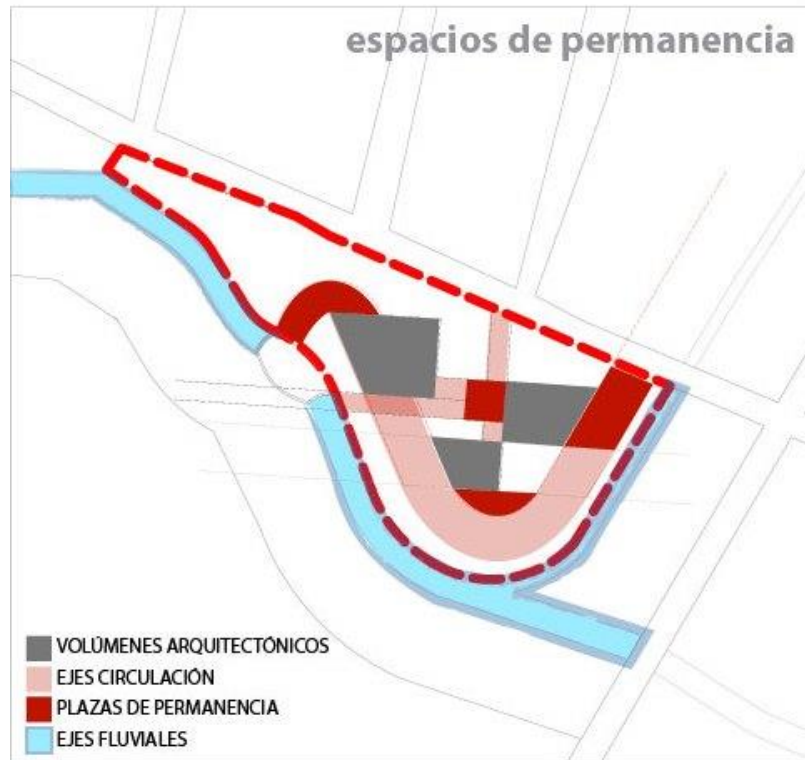 espacios de permanencia
VOLÚMENES ARQUITECTÓNICOS
EJES CIRCULACIÓN
PLAZAS DE PERMANENCIA
EJES FLUVIALES